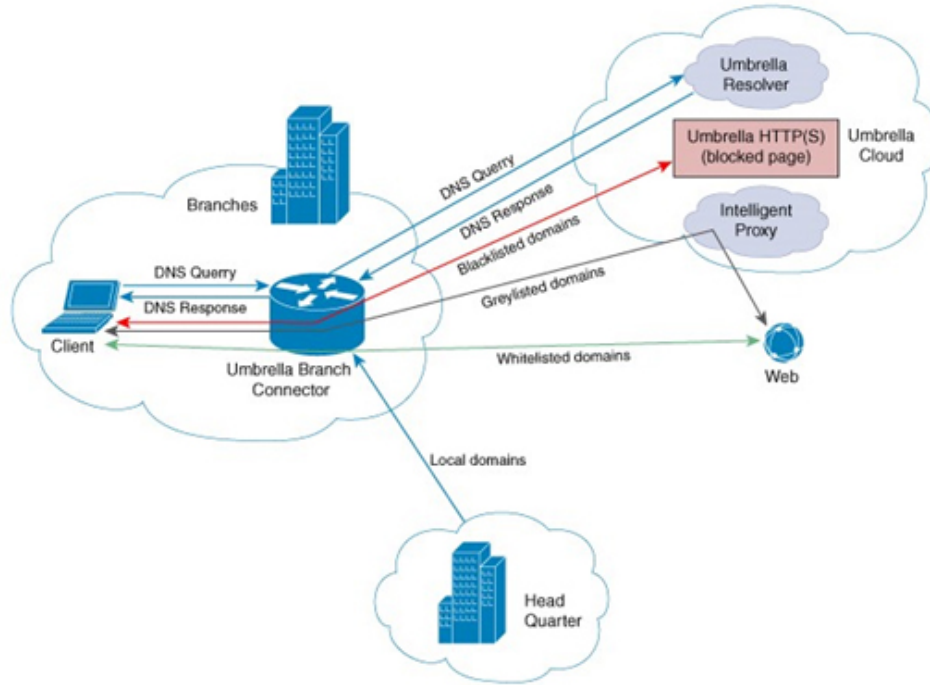 Umbrella
Resolver
Umbrella HTTP(S)
(blocked page)
Umbrella
Cloud
Intelligent
Proxy
Branches
DNS Querry
DNS Response
Blacklisted domains
Greylisted domains
DNS Querry
DNS Response
Client
Umbrella Branch
Connector
Whitelisted domains
Web
Local domains
Head
Quarter